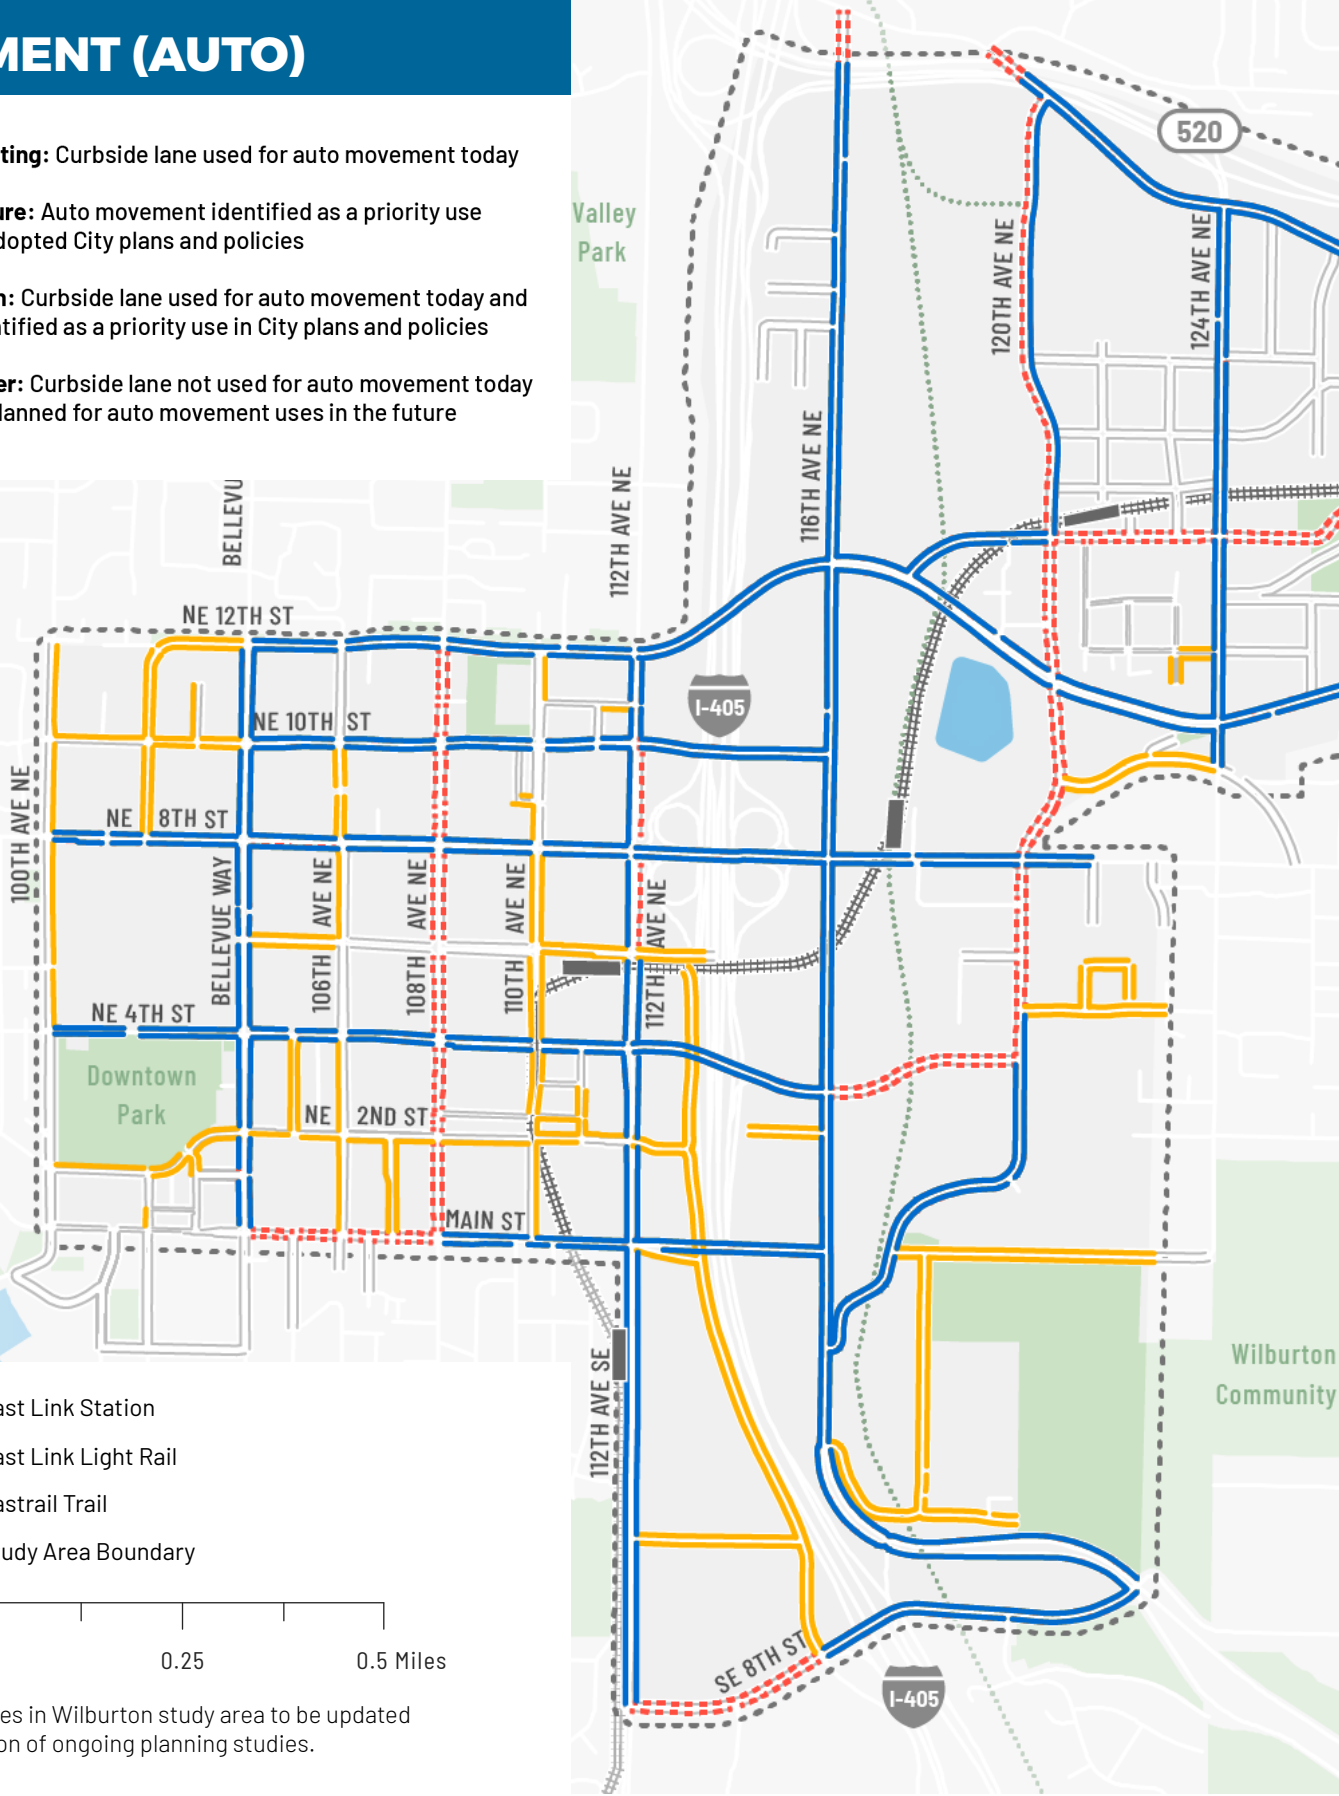 MENT (AUTO)
ting: Curbside lane used for auto movement today
ure: Auto movement identified as a priority use
dopted City plans and policies
h: Curbside lane used for auto movement today and
tified as a priority use in City plans and policies
er: Curbside lane not used for auto movement today
lanned for auto movement uses in the future
520
Valley
Park
120TH AVE NE
124TH AVE NE
116TH AVE NE
112TH AVE NE
BELLEVU
NE 12TH ST
I-405
NE 10TH ST
100TH AVE NE
NE 8TH ST
BELLEVUE WAY
106TH AVE NE
108TH AVE NE
110TH AVE NE
112TH AVE NE
NE 4TH ST
Downtown
Park
NE 2ND ST
MAIN ST
112TH AVE SE
Wilburton
Community
SE 8TH ST
I-405
ast Link Station
ast Link Light Rail
astrail Trail
udy Area Boundary
0.25
0.5 Miles
es in Wilburton study area to be updated
on of ongoing planning studies.